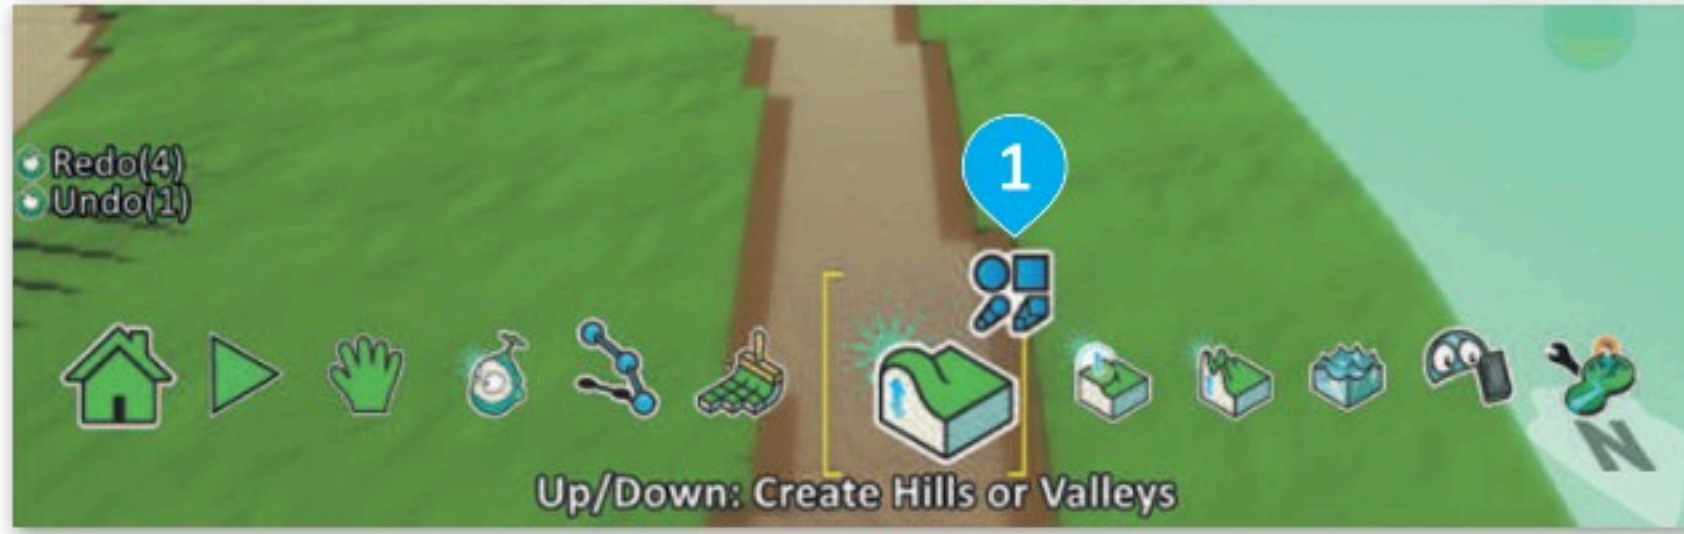 1
Redo(4)
Undo(1)
N
Up/Down: Create Hills or Valleys